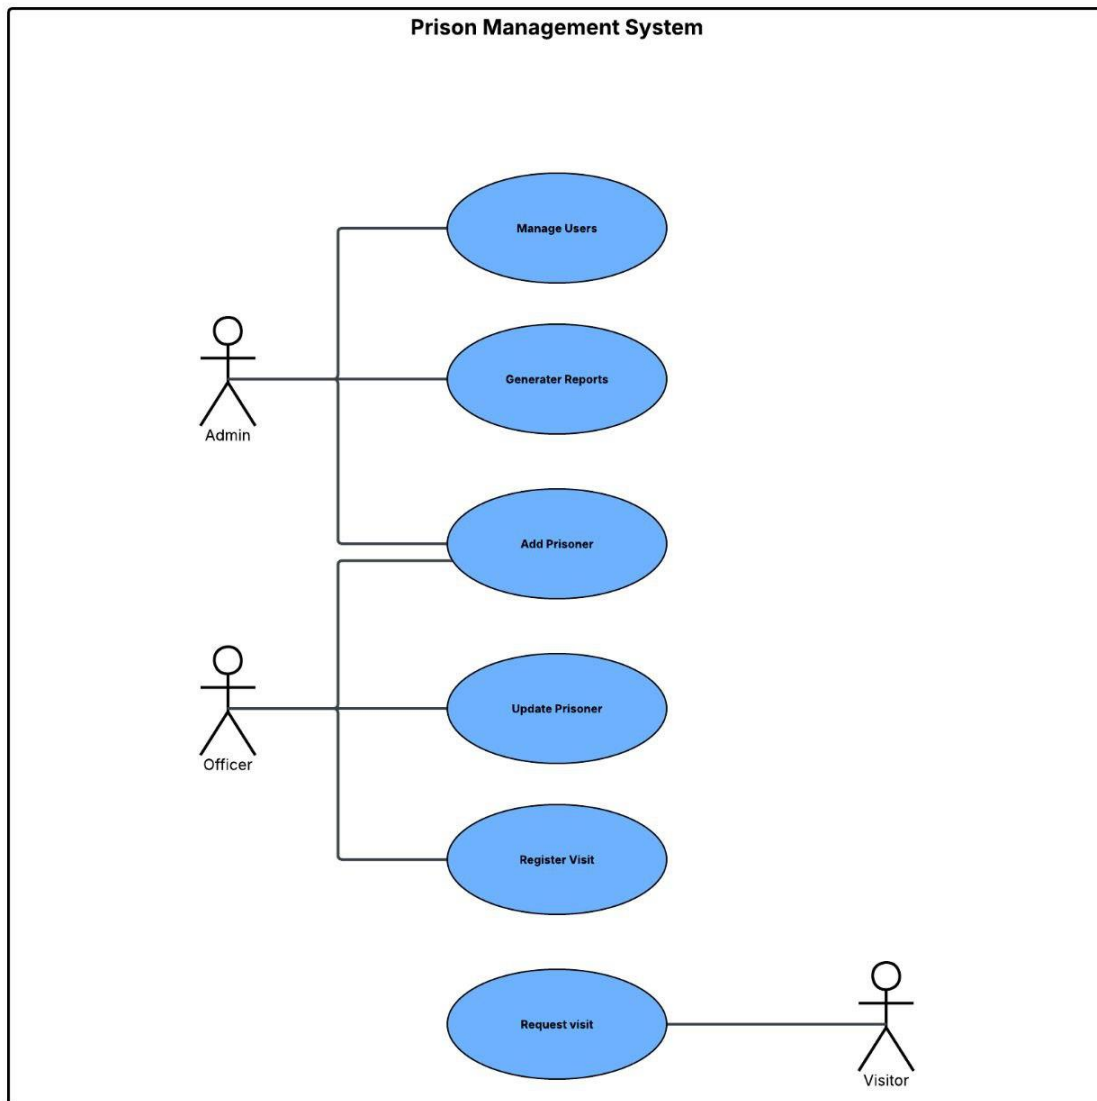 Prison Management System
Manage Users
Generater Reports
Admin
Add Prisoner
Update Prisoner
Officer
Register Visit
Request visit
Visitor